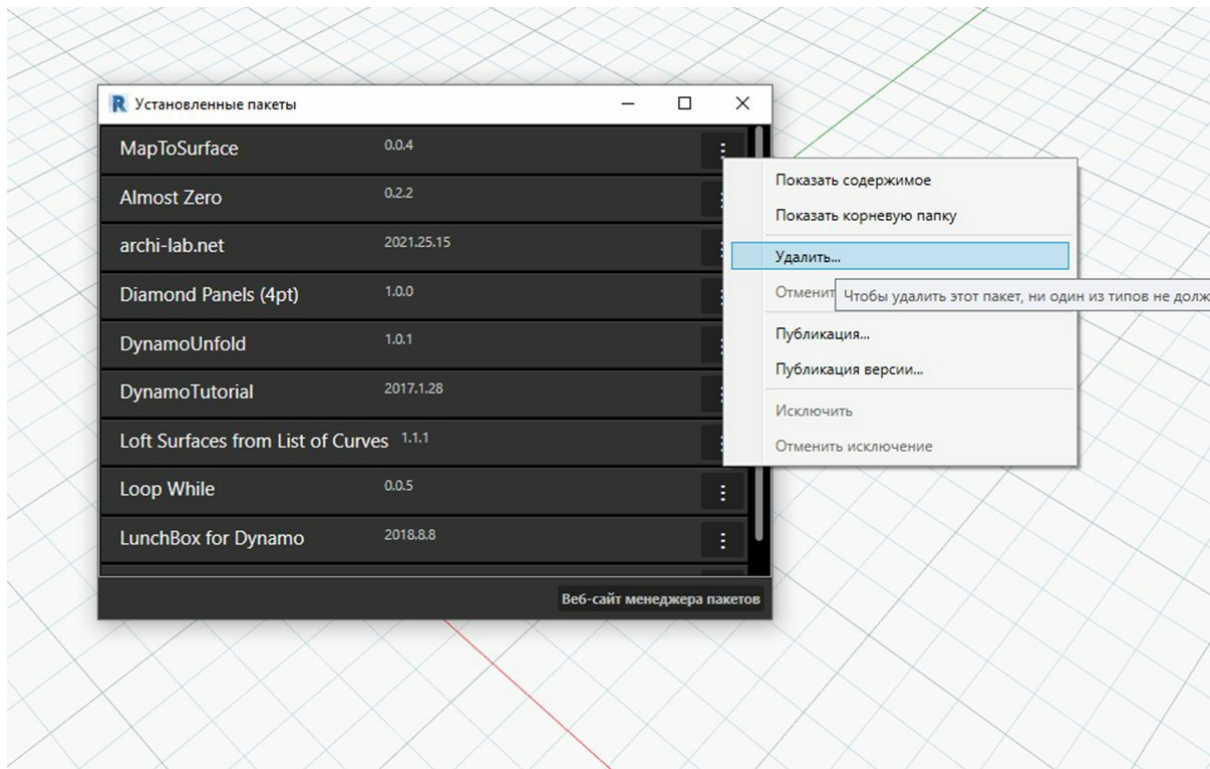 R Установленные пакеты
MapToSurface 0.0.4
Almost Zero 0.2.2
archi-lab.net 2021.25.15
Diamond Panels (4pt) 1.0.0
DynamoUnfold 1.0.1
DynamoTutorial 2017.1.28
Loft Surfaces from List of Curves 1.1.1
Loop While 0.0.5
LunchBox for Dynamo 2018.8.8
Веб-сайт менеджера пакетов
Показать содержимое
Показать корневую папку
Удалить...
Чтобы удалить этот пакет, ни один из типов не
Публикация...
Публикация версии...
Исключить
Отменить исключение